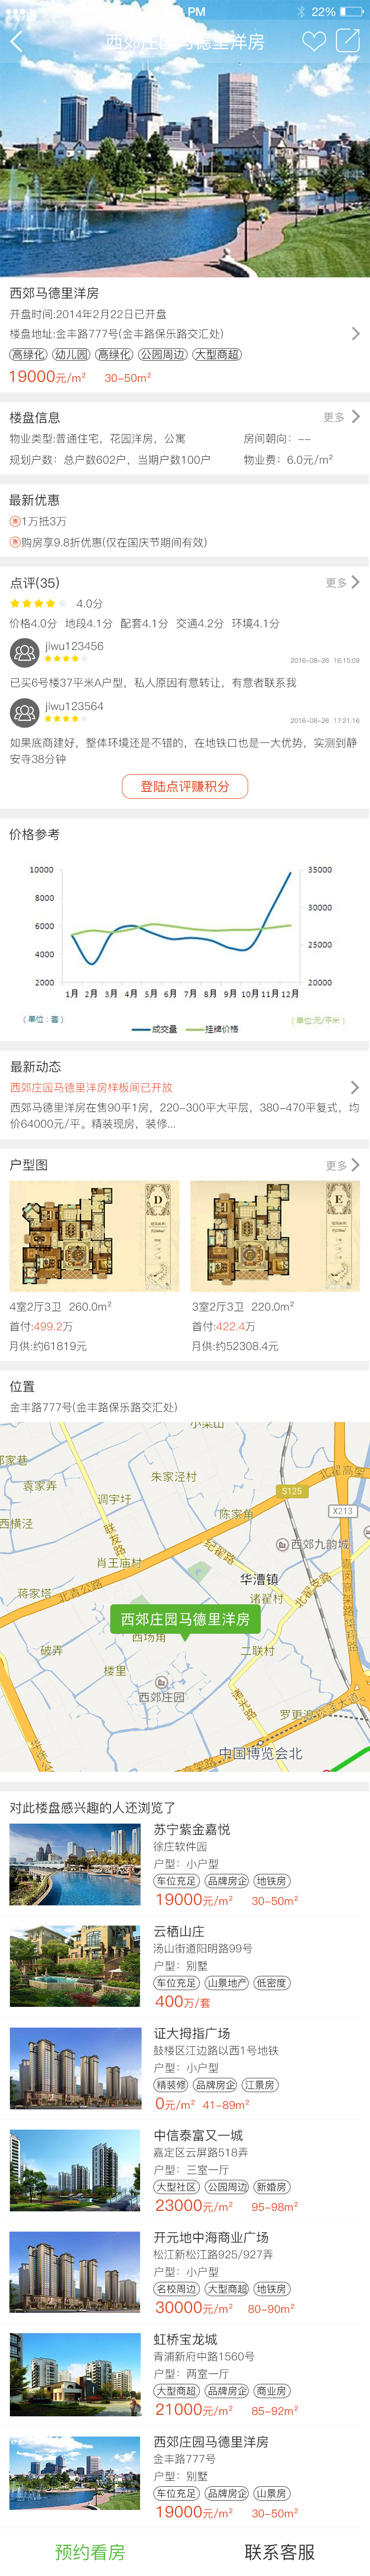 PM
22%
西郊庄园马德里洋房
西郊马德里洋房
开盘时间:2014年2月22日已开盘
楼盘地址:金丰路777号(金丰路保乐路交汇处)
高绿化 幼儿园 高绿化 公园周边 大型商超
19000元/m² 30-50m²
楼盘信息 更多
物业类型:普通住宅，花园洋房，公寓 房间朝向：--
规划户数：总户数602户，当期户数100户 物业费：6.0元/m²
最新优惠
惠1万抵3万
惠购房享9.8折优惠(仅在国庆节期间有效)
点评(35) 更多
4.0分
价格4.0分 地段4.1分 配套4.1分 交通4.2分 环境4.1分
jiwu123456
2016-08-26 16:15:09
已买6号楼37平米A户型，私人原因有意转让，有意者联系我
jiwu123564
2016-08-26 17:21:16
如果底商建好，整体环境还是不错的，在地铁口也是一大优势，实测到静
安寺38分钟
登陆点评赚积分
价格参考
10000 35000
8000 30000
6000
4000 25000
2000 20000
1月 2月 3月 4月 5月 6月 7月 8月 9月 10月 11月 12月
（单位：套） （单位:元/平米）
成交量 挂牌价格
最新动态
西郊庄园马德里洋房样板间已开放
西郊马德里洋房在售90平1房，220-300平大平层，380-470平复式，均
价64000元/平。精装现房，装修...
户型图 更多
D E
4室2厅3卫 260.0m² 3室2厅3卫 220.0m²
首付:499.2万 首付:422.4万
月供:约61819元 月供:约52308.4元
位置
金丰路777号(金丰路保乐路交汇处)
小梁山
邓家巷
朱家泾村
北翟高架
袁家弄
S125
调宇圩
X213
西横泾
陈家角
联友路
西郊九韵城
纪翟路
肖王庙村
华漕镇
北翟支路
蒋家塔
北青公路
诸翟村
西郊庄园马德里洋房
西场角
破弄
二联村
楼里
西郊庄园
诸光路
罗更浪
中国博览会北
对此楼盘感兴趣的人还浏览了
苏宁紫金嘉悦
徐庄软件园
户型：小户型
车位充足 品牌房企 地铁房
19000元/m² 30-50m²
云栖山庄
汤山街道阳明路99号
户型：别墅
车位充足 山景地产 低密度
400万/套
证大拇指广场
鼓楼区江边路以西1号地铁
户型：小户型
精装修 品牌房企 江景房
0元/m² 41-89m²
中信泰富又一城
嘉定区云屏路518弄
户型：三室一厅
大型社区 公园周边 新婚房
23000元/m² 95-98m²
开元地中海商业广场
松江新松江路925/927弄
户型：小户型
名校周边 大型商超 地铁房
30000元/m² 80-90m²
虹桥宝龙城
青浦新府中路1560号
户型：两室一厅
大型商超 品牌房企 商业房
21000元/m² 85-92m²
西郊庄园马德里洋房
金丰路777号
户型：别墅
车位充足 品牌房企 山景房
19000元/m² 30-50m²
预约看房 联系客服